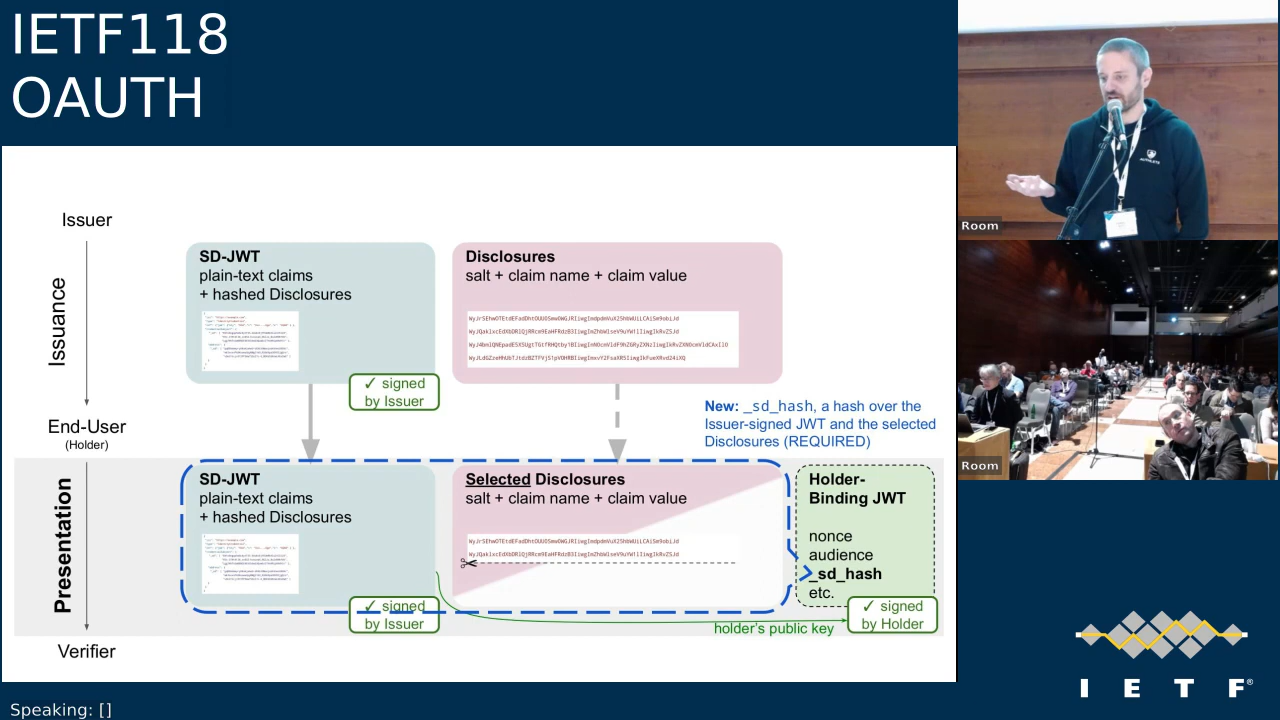 IETF118
OAUTH
Issuer
Issuance
End-User
(Holder)
Presentation
Verifier
SD-JWT
plain-text claims
+ hashed Disclosures
✓ signed
by Issuer
Disclosures
salt + claim name + claim value
New: _sd_hash, a hash over the
Issuer-signed JWT and the selected
Disclosures (REQUIRED)
SD-JWT
plain-text claims
+ hashed Disclosures
✓ signed
by Issuer
Selected Disclosures
salt + claim name + claim value
Holder-
Binding JWT
nonce
audience
_sd_hash
etc.
✓ signed
by Holder
holder's public key
Room
AUTHLETE
Room
I E T F®
Speaking: []